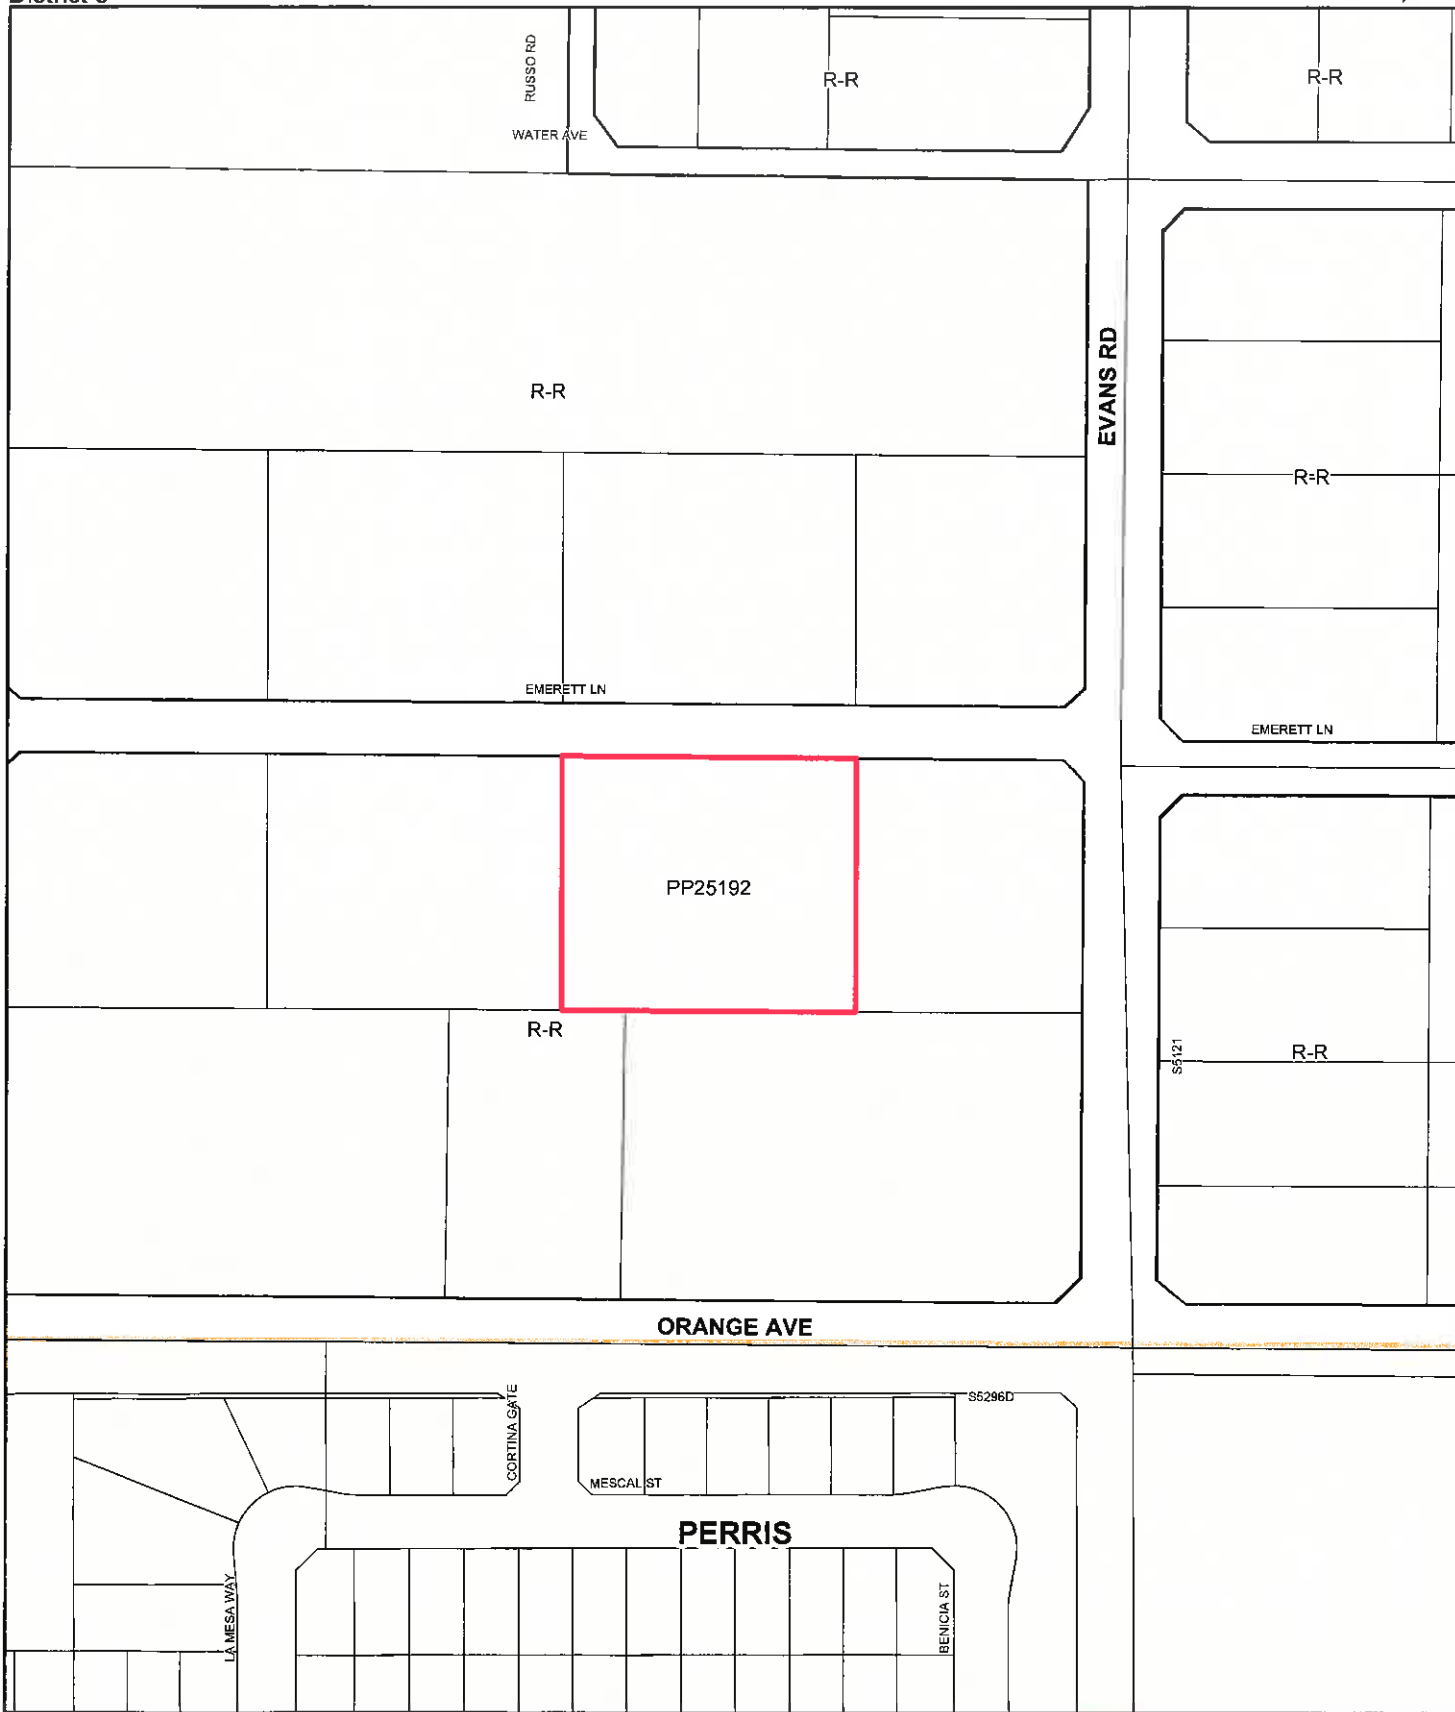 RUSSO RD
R-R
R-R
WATER AVE
EVANS RD
R-R
R-R
EMERETT LN
EMERETT LN
PP25192
R-R
S5121
R-R
ORANGE AVE
CORTINA GATE
S5296D
MESCAL ST
PERRIS
LA MESA WAY
BENICIA ST